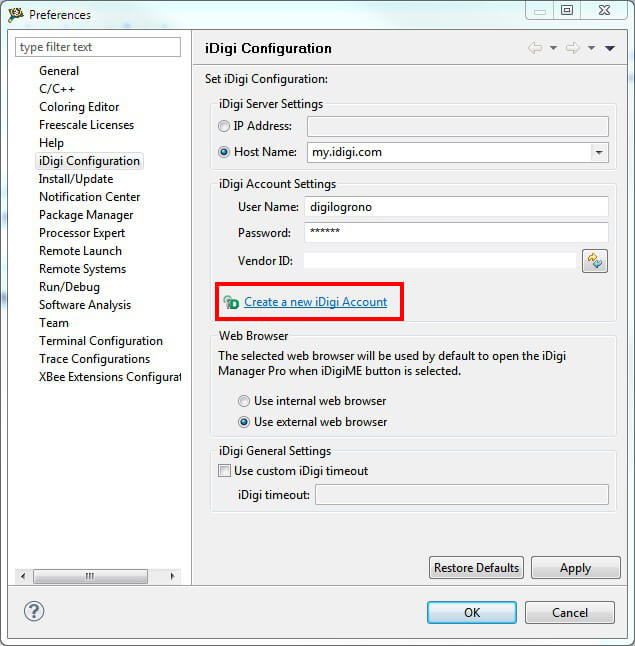 Preferences
type filter text
General
C/C++
Coloring Editor
Freescale Licenses
Help
iDigi Configuration
Install/Update
Notification Center
Package Manager
Processor Expert
Remote Launch
Remote Systems
Run/Debug
Software Analysis
Team
Terminal Configuration
Trace Configurations
XBee Extensions Configurat
iDigi Configuration
Set iDigi Configuration:
iDigi Server Settings
IP Address:
Host Name: my.idigi.com
iDigi Account Settings
User Name: digilogrono
Password: ******
Vendor ID:
Create a new iDigi Account
Web Browser
The selected web browser will be used by default to open the iDigi
Manager Pro when iDigiME button is selected.
Use internal web browser
Use external web browser
iDigi General Settings
Use custom iDigi timeout
iDigi timeout:
Restore Defaults Apply
OK Cancel